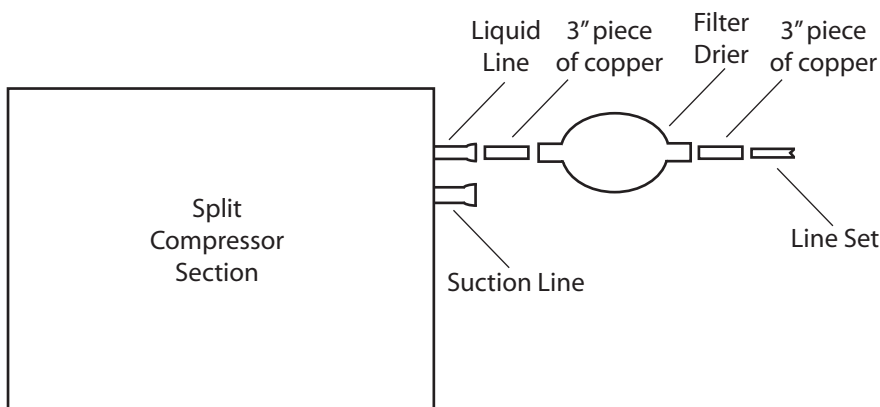 Liquid
Line
3” piece
of copper
Filter
Drier
3” piece
of copper
Split
Compressor
Section
Suction Line
Line Set